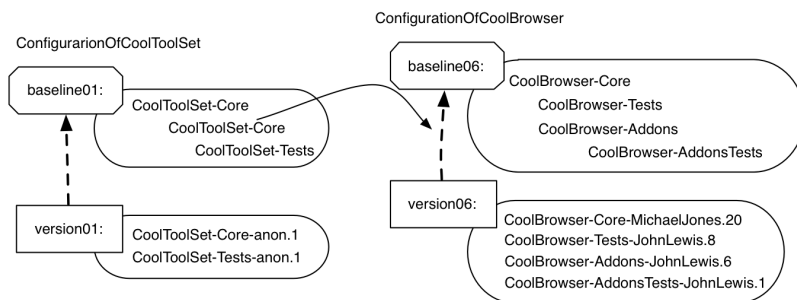 ConfigurationOfCoolBrowser
ConfigurarionOfCoolToolSet
baseline01:
CoolToolSet-Core
CoolToolSet-Core
CoolToolSet-Tests
version01:
CoolToolSet-Core-anon.1
CoolToolSet-Tests-anon.1
baseline06:
CoolBrowser-Core
CoolBrowser-Tests
CoolBrowser-Addons
CoolBrowser-AddonsTests
version06:
CoolBrowser-Core-MichaelJones.20
CoolBrowser-Tests-JohnLewis.8
CoolBrowser-Addons-JohnLewis.6
CoolBrowser-AddonsTests-JohnLewis.1